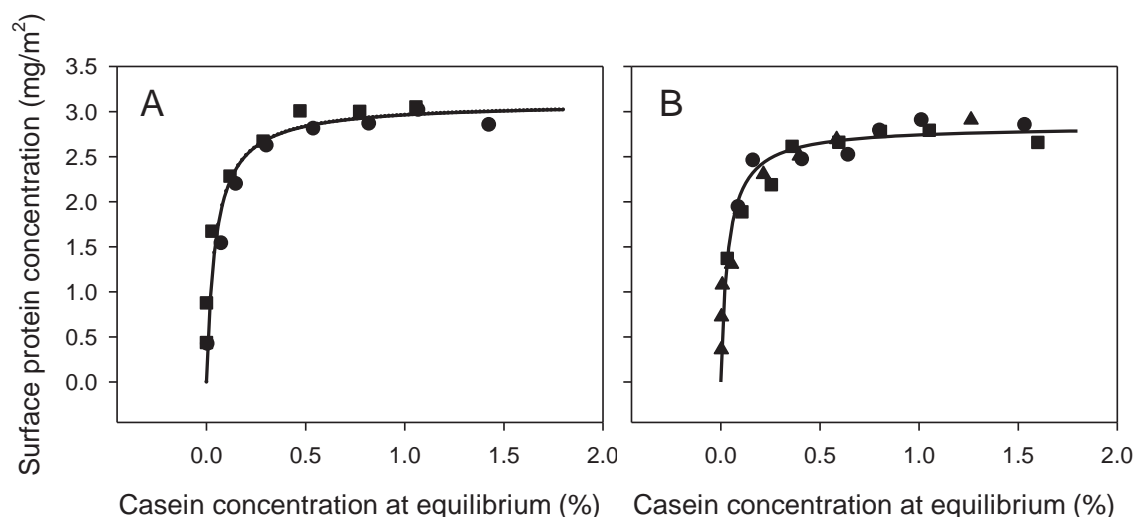 Surface protein concentration (mg/m²)
A
B
3.5
3.0
2.5
2.0
1.5
1.0
0.5
0.0
0.0 0.5 1.0 1.5 2.0 0.0 0.5 1.0 1.5 2.0
Casein concentration at equilibrium (%) Casein concentration at equilibrium (%)